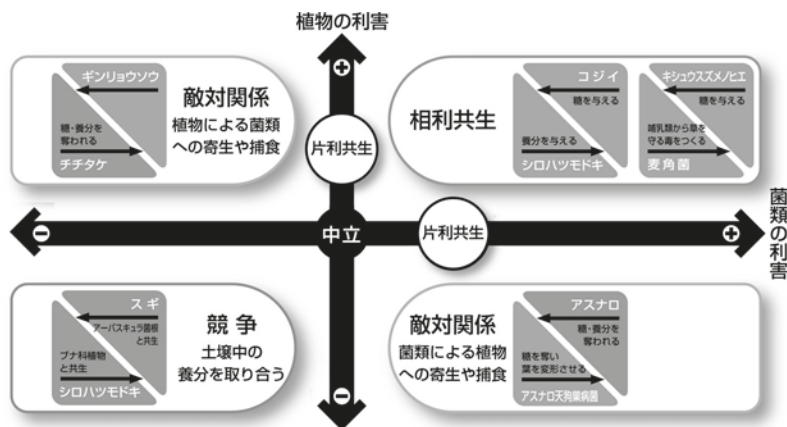 植物の利害
+
ギンリョウソウ
糖・養分を
奪われる
チチタケ
敵対関係
植物による菌類
への寄生や捕食
片利共生
相利共生
コジイ
糖を与える
養分を与える
シロハツモドキ
キシュウスズメノヒエ
糖を与える
哺乳類から草を
守る毒をつくる
麦角菌
−
中立
片利共生
+
菌類の利害
スギ
アーバスキュラ菌根
と共生
ブナ科植物
と共生
シロハツモドキ
競争
土壌中の
養分を取り合う
敵対関係
菌類による植物
への寄生や捕食
アスナロ
糖・養分を
奪われる
糖を奪い
葉を変形させる
アスナロ天狗巣病菌
−